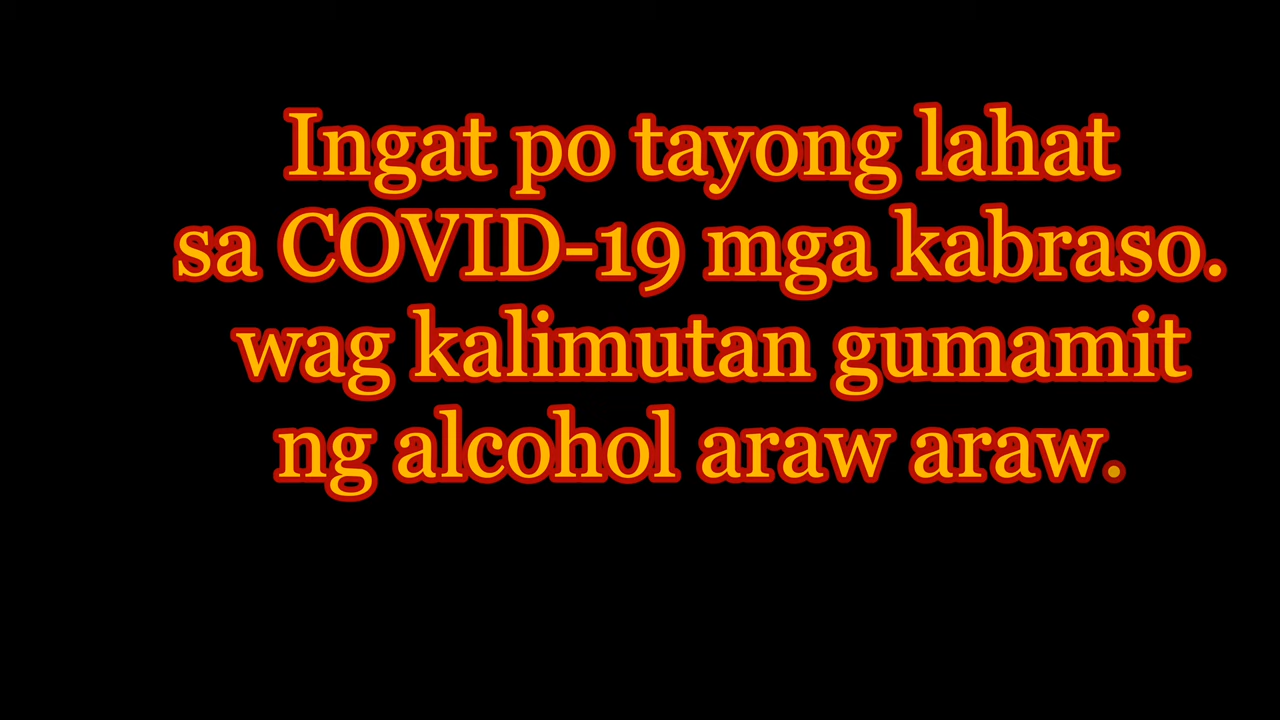 Ingat po tayong lahat
sa COVID-19 mga kabraso.
wag kalimutan gumamit
ng alcohol araw araw.